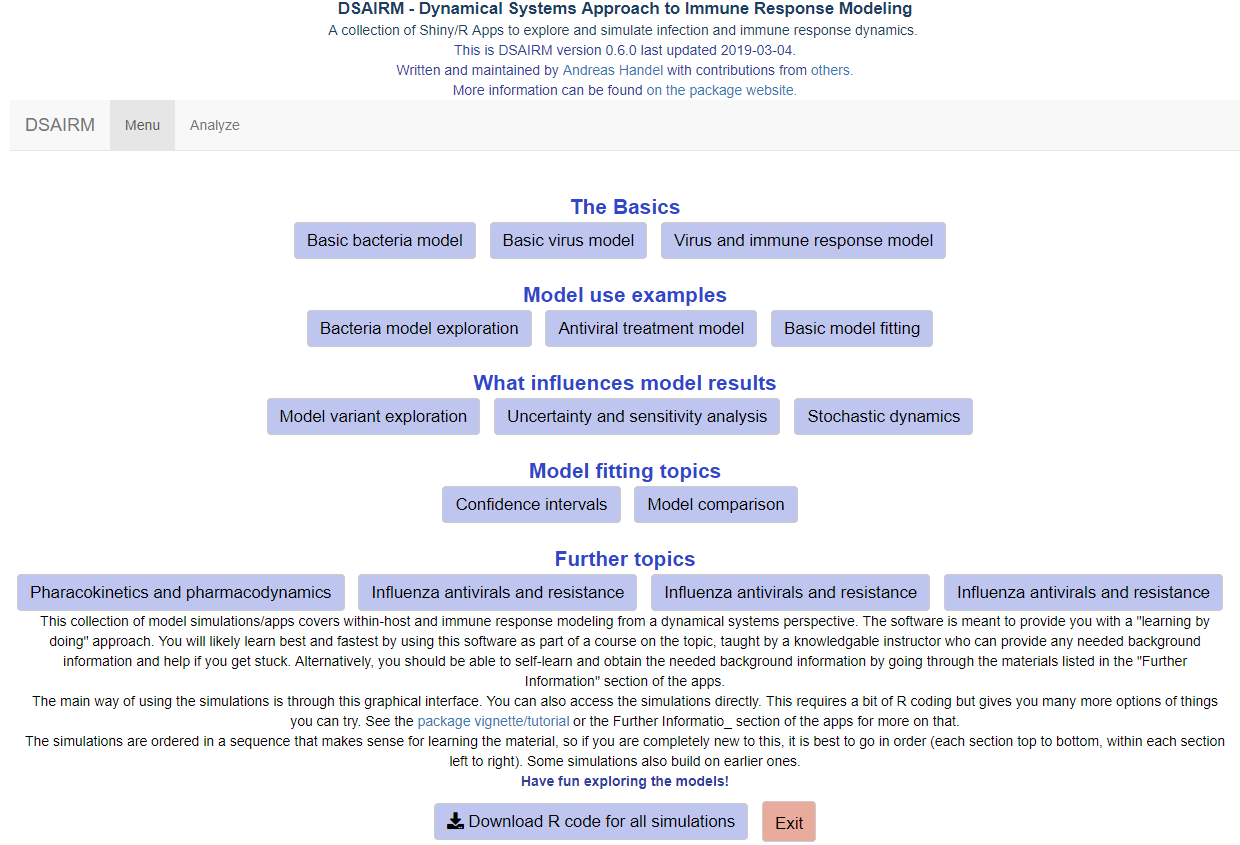 DSAIRM - Dynamical Systems Approach to Immune Response Modeling
A collection of Shiny/R Apps to explore and simulate infection and immune response dynamics.
This is DSAIRM version 0.6.0 last updated 2019-03-04.
Written and maintained by Andreas Handel with contributions from others.
More information can be found on the package website.
DSAIRM Menu Analyze
The Basics
Basic bacteria model Basic virus model Virus and immune response model
Model use examples
Bacteria model exploration Antiviral treatment model Basic model fitting
What influences model results
Model variant exploration Uncertainty and sensitivity analysis Stochastic dynamics
Model fitting topics
Confidence intervals Model comparison
Further topics
Pharacokinetics and pharmacodynamics Influenza antivirals and resistance Influenza antivirals and resistance Influenza antivirals and resistance
This collection of model simulations/apps covers within-host and immune response modeling from a dynamical systems perspective. The software is meant to provide you with a "learning by
doing" approach. You will likely learn best and fastest by using this software as part of a course on the topic, taught by a knowledgable instructor who can provide any needed background
information and help if you get stuck. Alternatively, you should be able to self-learn and obtain the needed background information by going through the materials listed in the "Further
Information" section of the apps.
The main way of using the simulations is through this graphical interface. You can also access the simulations directly. This requires a bit of R coding but gives you many more options of things
you can try. See the package vignette/tutorial or the Further Informatio_ section of the apps for more on that.
The simulations are ordered in a sequence that makes sense for learning the material, so if you are completely new to this, it is best to go in order (each section top to bottom, within each section
left to right). Some simulations also build on earlier ones.
Have fun exploring the models!
Download R code for all simulations Exit